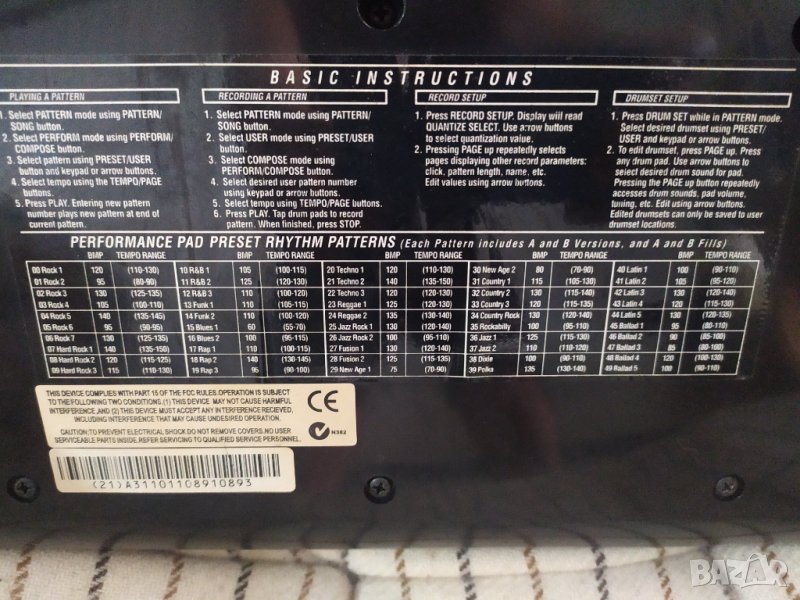 BASIC INSTRUCTIONS
PLAYING A PATTERN
1. Select PATTERN mode using PATTERN/
SONG button.
2. Select PERFORM mode using PERFORM/
COMPOSE button.
3. Select pattern using PRESET/USER
button and keypad or arrow buttons.
4. Select tempo using the TEMPO/PAGE
buttons.
5. Press PLAY. Entering new pattern
number plays new pattern at end of
current pattern.
RECORDING A PATTERN
1. Select PATTERN mode using PATTERN/
SONG button.
2. Select USER mode using PRESET/USER
button.
3. Select COMPOSE mode using
PERFORM/COMPOSE button.
4. Select desired user pattern number
using keypad or arrow buttons.
5. Select tempo using TEMPO/PAGE buttons.
6. Press PLAY. Tap drum pads to record
pattern. When finished, press STOP.
RECORD SETUP
1. Press RECORD SETUP. Display will read
QUANTIZE SELECT. Use arrow buttons
to select quantization value.
2. Pressing PAGE up repeatedly selects
pages displaying other record parameters:
click, pattern length, name, etc.
Edit values using arrow buttons.
DRUMSET SETUP
1. Press DRUM SET while in PATTERN mode.
Select desired drumset using PRESET/
USER and keypad or arrow buttons.
2. To edit drumset, press PAGE up. Press
any drum pad. Use arrow buttons to
select desired drum sound for pad.
Pressing the PAGE up button repeatedly
accesses drum sounds, pad volume,
tuning, etc. Edit using arrow buttons.
Edited drumsets can only be saved to user
drumset locations.
PERFORMANCE PAD PRESET RHYTHM PATTERNS (Each Pattern includes A and B Versions, and A and B Fills)
BMP TEMPO RANGE BMP TEMPO RANGE BMP TEMPO RANGE BMP TEMPO RANGE BMP TEMPO RANGE
00 Rock 1 120 (110-130) 10 R&B 1 105 (100-115) 20 Techno 1 120 (110-130) 30 New Age 2 80 (70-90) 40 Latin 1 100 (90-110)
01 Rock 2 95 (80-90) 11 R&B 2 125 (120-130) 21 Techno 2 140 (135-150) 31 Country 1 115 (105-130) 41 Latin 2 105 (95-120)
02 Rock 3 130 (125-135) 12 R&B 3 130 (110-130) 22 Techno 3 130 (120-140) 32 Country 2 130 (115-140) 42 Latin 3 130 (120-140)
03 Rock 4 105 (100-110) 13 Funk 1 110 (105-115) 23 Reggae 1 125 (115-135) 33 Country 3 120 (115-135) 43 Latin 4 120 (115-130)
04 Rock 5 140 (135-145) 14 Funk 2 110 (100-120) 24 Reggae 2 135 (125-140) 34 Country Rock 130 (120-140) 44 Latin 5 130 (120-135)
05 Rock 6 95 (90-95) 15 Blues 1 60 (55-70) 25 Jazz Rock 1 130 (120-140) 35 Rockabilty 100 (95-110) 45 Ballad 1 95 (80-110)
06 Rock 7 130 (125-135) 16 Blues 2 100 (95-115) 26 Jazz Rock 2 100 (95-110) 36 Jazz 1 125 (115-135) 46 Ballad 2 90 (85-100)
07 Hard Rock 1 140 (135-150) 17 Rap 1 110 (100-120) 27 Fusion 1 130 (120-140) 37 Jazz 2 110 (110-120) 47 Ballad 3 85 (80-100)
08 Hard Rock 2 120 (115-125) 18 Rap 2 140 (130-145) 28 Fusion 2 125 (115-135) 38 Dixie 100 (95-110) 48 Ballad 4 120 (100-130)
09 Hard Rock 3 115 (110-130) 19 Rap 3 95 (90-100) 29 New Age 1 75 (70-90) 39 Polka 135 (130-140) 49 Ballad 5 100 (90-110)
THIS DEVICE COMPLIES WITH PART 15 OF THE FCC RULES. OPERATION IS SUBJECT
TO THE FOLLOWING TWO CONDITIONS. (1) THIS DEVICE MAY NOT CAUSE HARMFUL
INTERFERENCE, AND (2) THIS DEVICE MUST ACCEPT ANY INTERFERENCE RECIEVED,
INCLUDING INTERFERENCE THAT MAY CAUSE UNDESIRED OPERATION.
CAUTION: TO PREVENT ELECTRICAL SHOCK DO NOT REMOVE COVERS. NO USER
SERVICEABLE PARTS INSIDE. REFER SERVICING TO QUALIFIED SERVICE PERSONNEL.
CE
N382
(21)A31101108910893
BAZAR